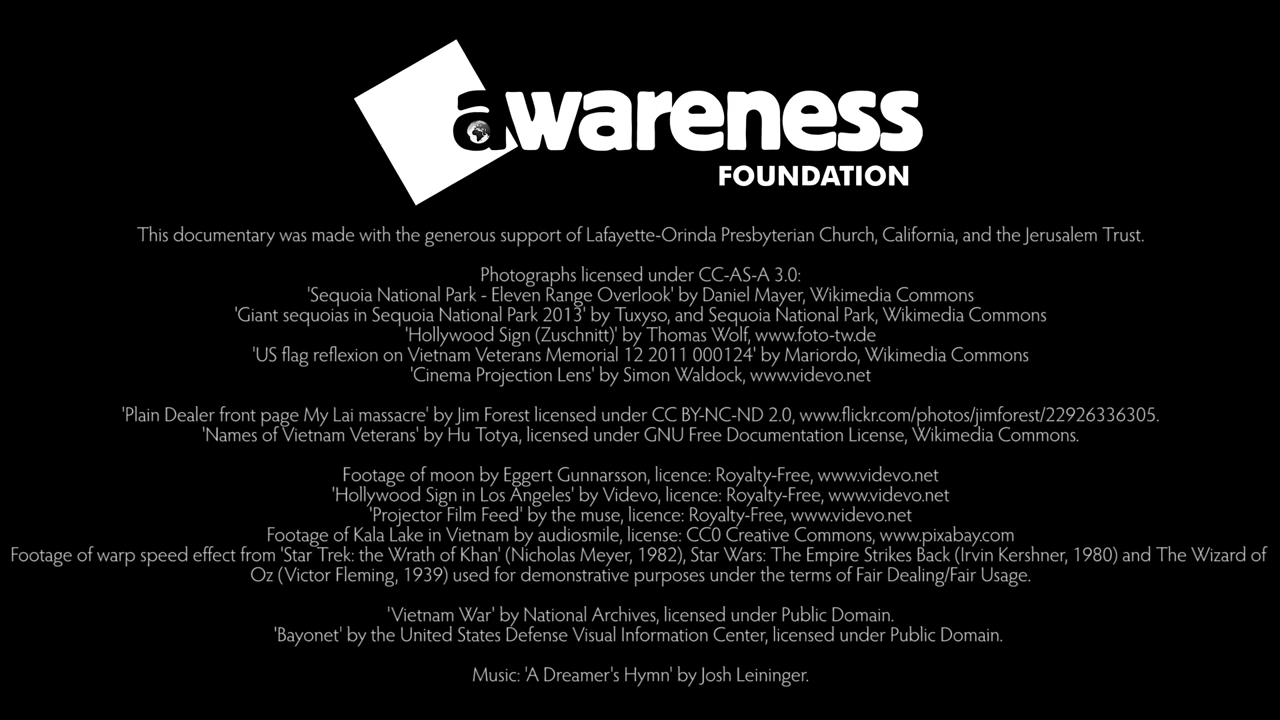 awareness
FOUNDATION
This documentary was made with the generous support of Lafayette-Orinda Presbyterian Church, California, and the Jerusalem Trust.
Photographs licensed under CC-AS-A 3.0:
'Sequoia National Park - Eleven Range Overlook' by Daniel Mayer, Wikimedia Commons
'Giant sequoias in Sequoia National Park 2013' by Tuxyso, and Sequoia National Park, Wikimedia Commons
'Hollywood Sign (Zuschnitt)' by Thomas Wolf, www.foto-tw.de
'US flag reflexion on Vietnam Veterans Memorial 12 2011 000124' by Mariordo, Wikimedia Commons
'Cinema Projection Lens' by Simon Waldock, www.videvo.net
'Plain Dealer front page My Lai massacre' by Jim Forest licensed under CC BY-NC-ND 2.0, www.flickr.com/photos/jimforest/22926336305.
'Names of Vietnam Veterans' by Hu Totya, licensed under GNU Free Documentation License, Wikimedia Commons.
Footage of moon by Eggert Gunnarsson, licence: Royalty-Free, www.videvo.net
'Hollywood Sign in Los Angeles' by Videvo, licence: Royalty-Free, www.videvo.net
'Projector Film Feed' by the muse, licence: Royalty-Free, www.videvo.net
Footage of Kala Lake in Vietnam by audiosmile, license: CC0 Creative Commons, www.pixabay.com
Footage of warp speed effect from 'Star Trek: the Wrath of Khan' (Nicholas Meyer, 1982), Star Wars: The Empire Strikes Back (Irvin Kershner, 1980) and The Wizard of
Oz (Victor Fleming, 1939) used for demonstrative purposes under the terms of Fair Dealing/Fair Usage.
'Vietnam War' by National Archives, licensed under Public Domain.
'Bayonet' by the United States Defense Visual Information Center, licensed under Public Domain.
Music: 'A Dreamer's Hymn' by Josh Leininger.